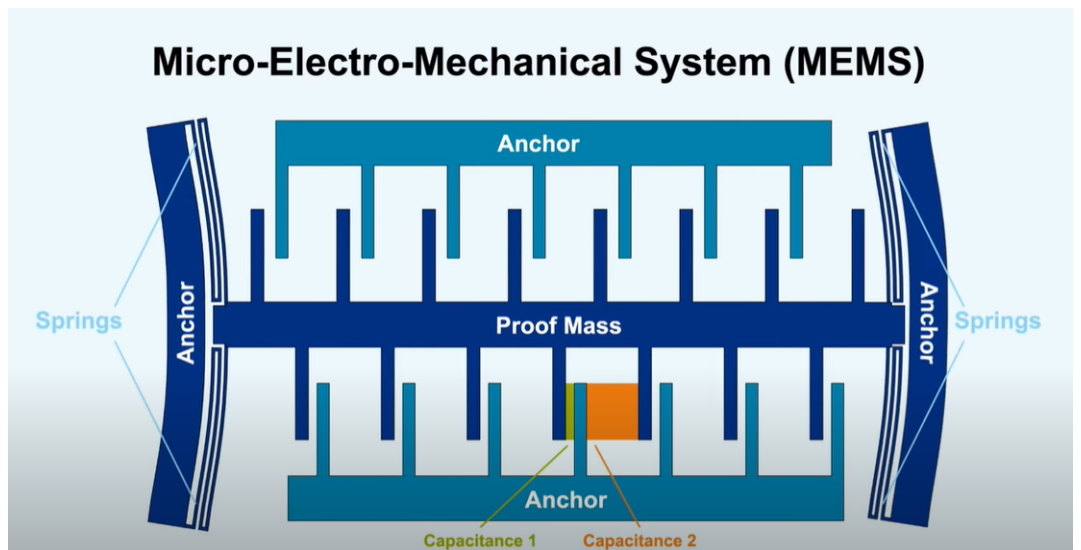 Micro-Electro-Mechanical System (MEMS)
Anchor
Springs
Anchor
Proof Mass
Anchor
Springs
Anchor
Capacitance 1
Capacitance 2